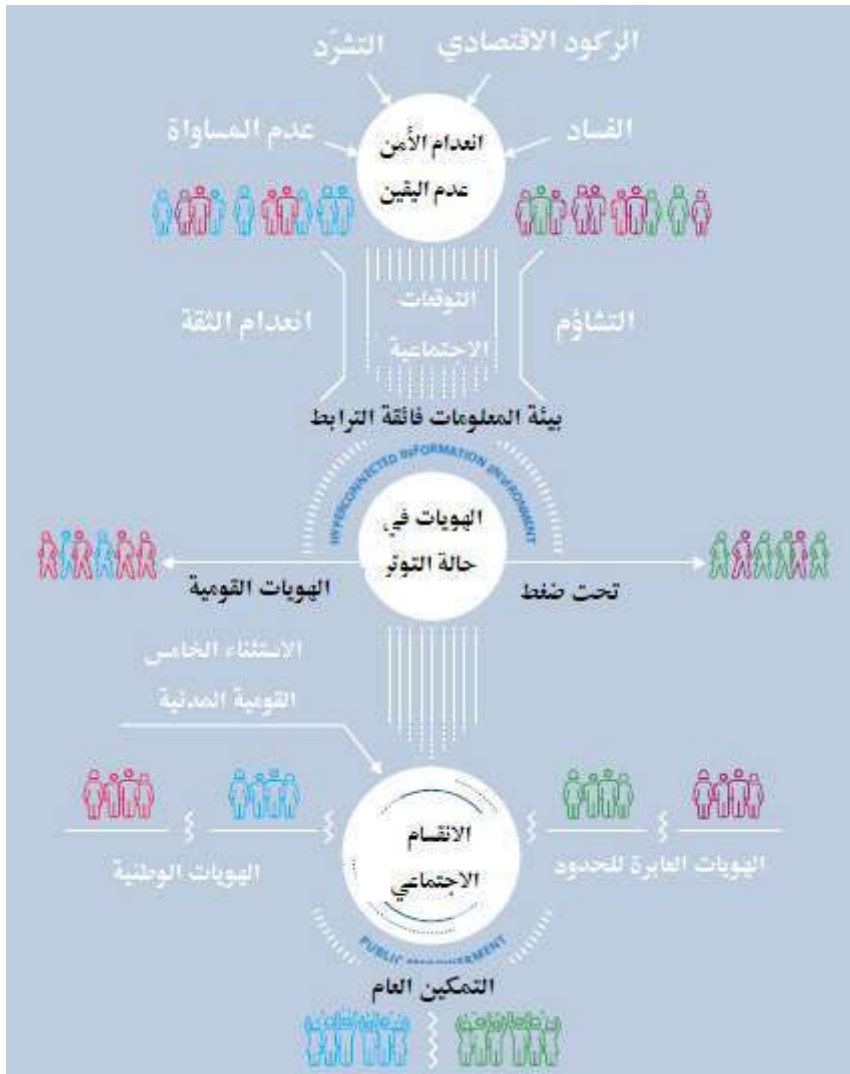 الركود الاقتصادي
التشرّد
الفساد
عدم المساواة
انعدام الأمن
عدم اليقين
التوقعات
الاجتماعية
التشاؤم
انعدام الثقة
بيئة المعلومات فائقة الترابط
HYPERCONNECTED INFORMATION ENVIRONMENT
الهويات في
حالة التوتر
تحت ضغط
الهويات القومية
الاستثناء الخامس
القومية المدنية
الانقسام
الاجتماعي
الهويات العابرة للحدود
الهويات الوطنية
PUBLIC
التمكين العام